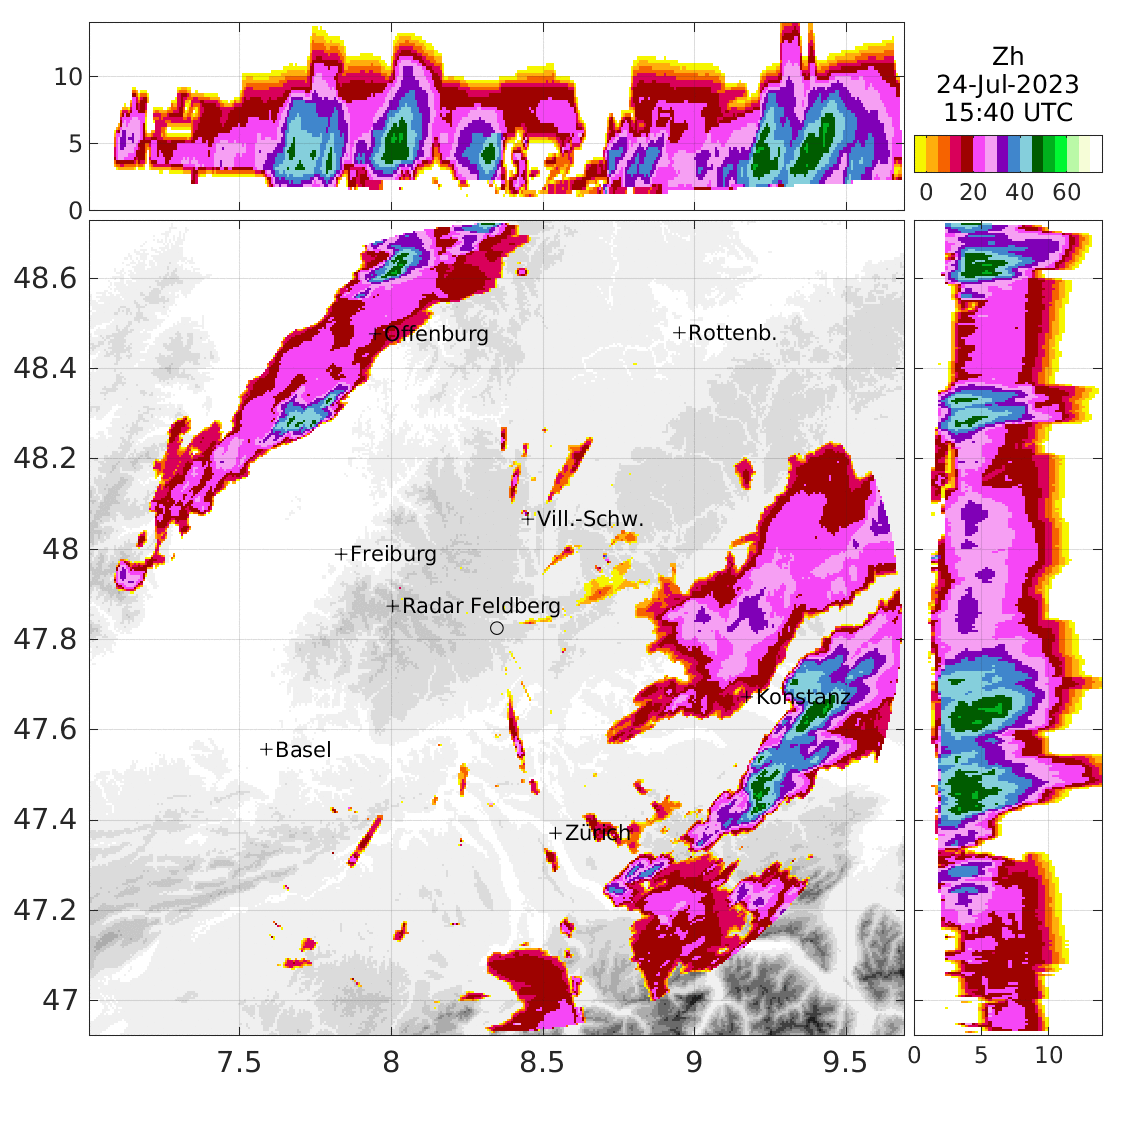 10
5
0
Zh
24-Jul-2023
15:40 UTC
0 20 40 60
48.6
48.4
48.2
48
47.8
47.6
47.4
47.2
47
Offenburg
Rottenb.
Vill.-Schw.
Freiburg
Radar Feldberg
Konstanz
Basel
Zürich
7.5 8 8.5 9 9.5
0 5 10